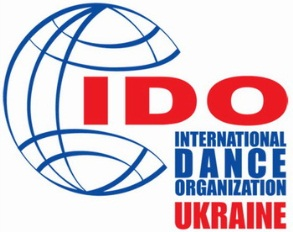 IDO
INTERNATIONAL
DANCE
ORGANIZATION
UKRAINE